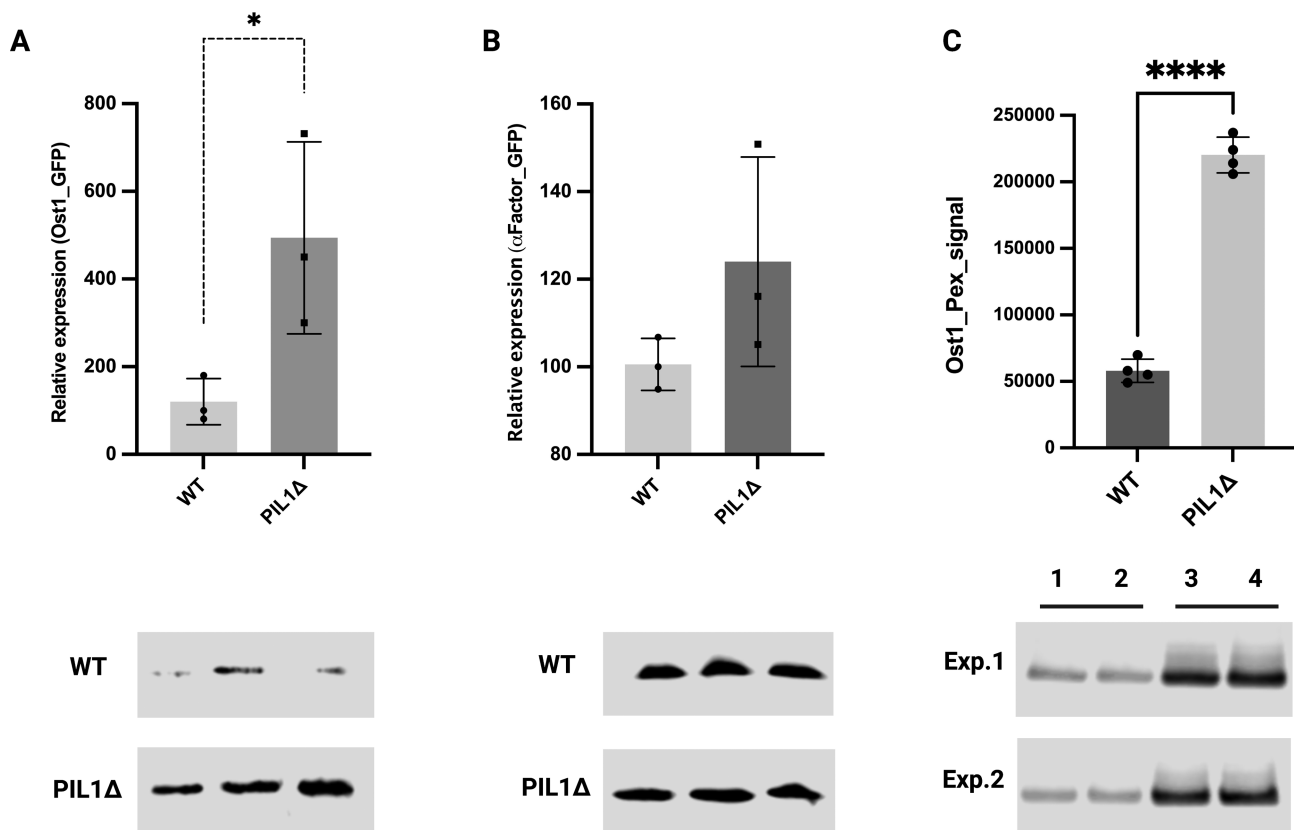 A
*
Relative expression (Ost1_GFP)
800
600
400
200
0
WT
PIL1Δ
WT
PIL1Δ
B
Relative expression (αFactor_GFP)
160
140
120
100
80
WT
PIL1Δ
WT
PIL1Δ
C
****
Ost1_Pex_signal
250000
200000
150000
100000
50000
0
WT
PIL1Δ
1 2 3 4
Exp.1
Exp.2